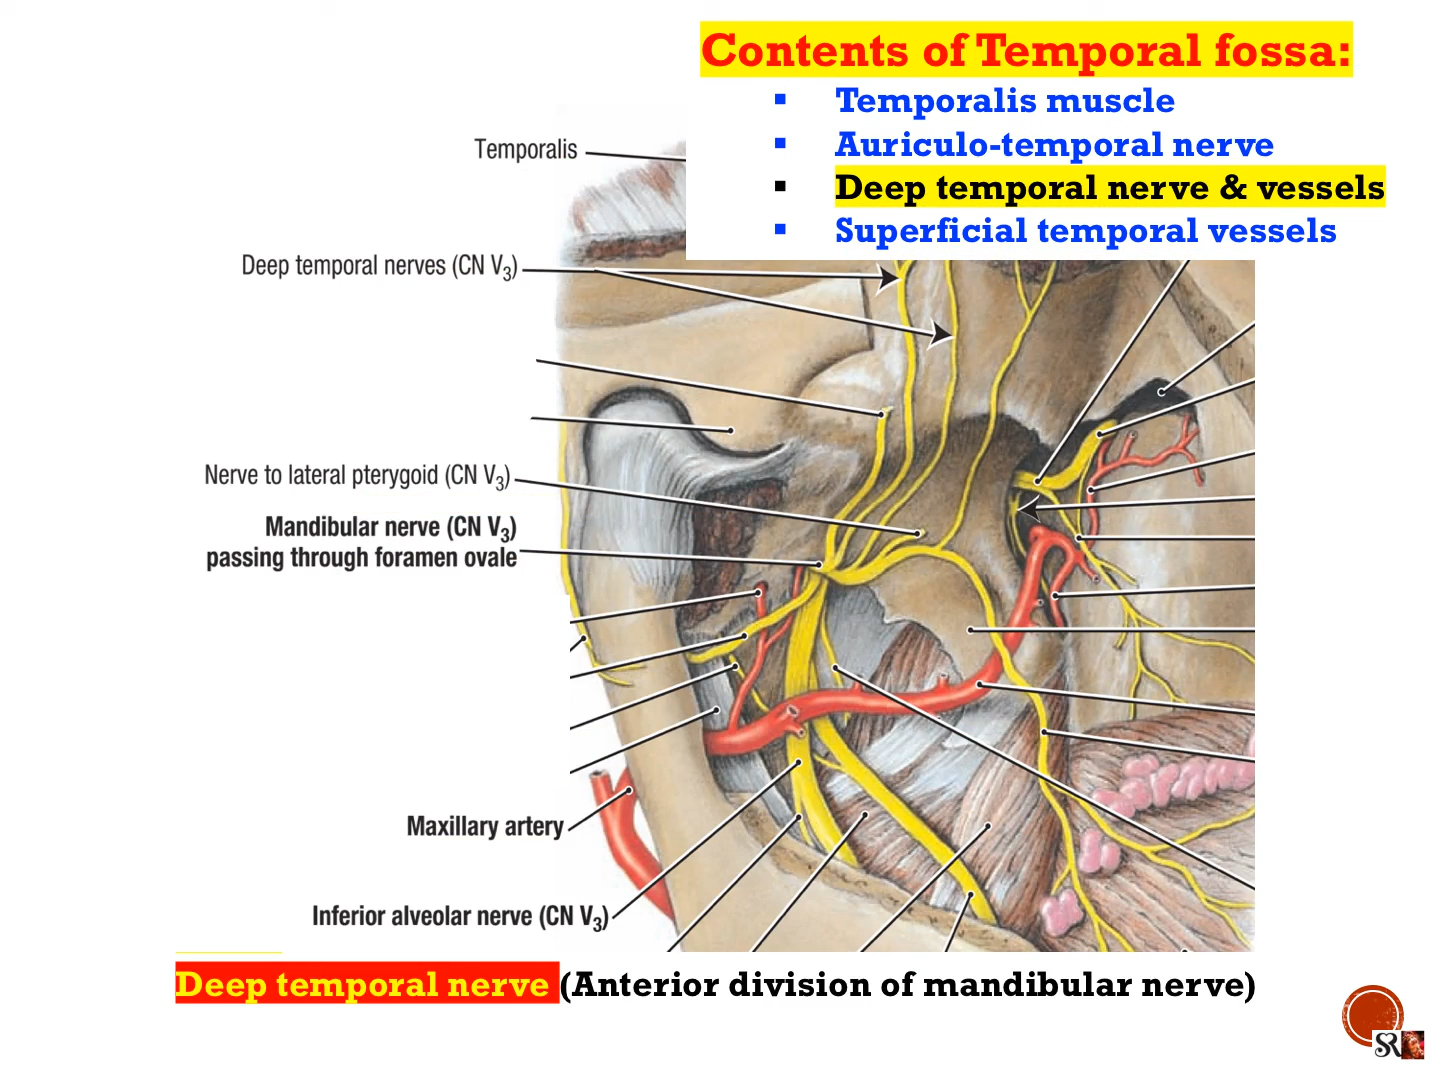 Contents of Temporal fossa:
▪ Temporalis muscle
▪ Auriculo-temporal nerve
▪ Deep temporal nerve & vessels
▪ Superficial temporal vessels
Temporalis
Deep temporal nerves (CN V3)
Nerve to lateral pterygoid (CN V3)
Mandibular nerve (CN V3)
passing through foramen ovale
Maxillary artery
Inferior alveolar nerve (CN V3)
Deep temporal nerve (Anterior division of mandibular nerve)
SR